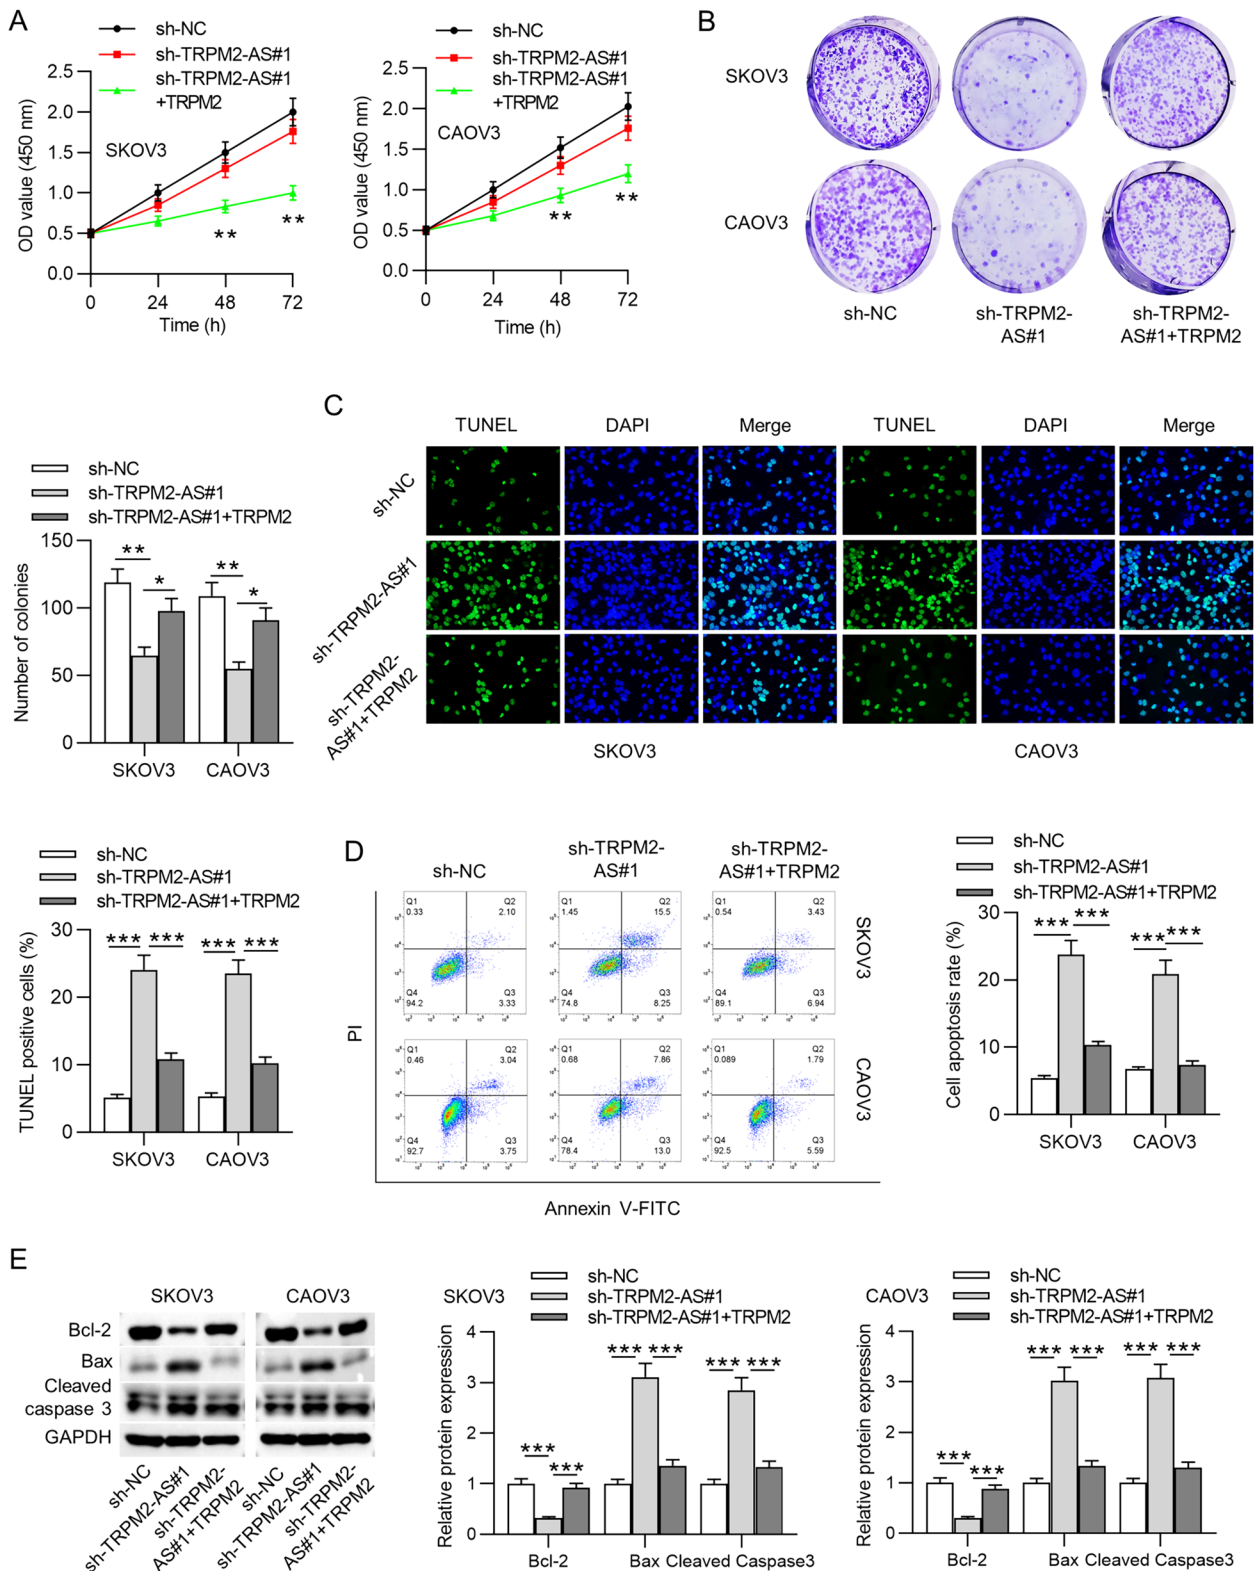 A
sh-NC
sh-TRPM2-AS#1
sh-TRPM2-AS#1
+TRPM2
SKOV3
OD value (450 nm)
2.5
2.0
1.5
1.0
0.5
0.0
**
**
0 24 48 72
Time (h)
sh-NC
sh-TRPM2-AS#1
sh-TRPM2-AS#1
+TRPM2
CAOV3
OD value (450 nm)
2.5
2.0
1.5
1.0
0.5
0.0
**
**
0 24 48 72
Time (h)
B
SKOV3
CAOV3
sh-NC
sh-TRPM2-
AS#1
sh-TRPM2-
AS#1+TRPM2
sh-NC
sh-TRPM2-AS#1
sh-TRPM2-AS#1+TRPM2
Number of colonies
150
100
50
0
** * ** *
SKOV3 CAOV3
C
TUNEL DAPI Merge TUNEL DAPI Merge
sh-NC
sh-TRPM2-AS#1
sh-TRPM2-
AS#1+TRPM2
SKOV3 CAOV3
sh-NC
sh-TRPM2-AS#1
sh-TRPM2-AS#1+TRPM2
TUNEL positive cells (%)
30
20
10
0
*** *** *** ***
SKOV3 CAOV3
D
sh-NC
sh-TRPM2-
AS#1
sh-TRPM2-
AS#1+TRPM2
Q1 Q2 Q1 Q2 Q1 Q2
0.33 2.10 1.45 15.5 0.54 3.43
Q4 Q3 Q4 Q3 Q4 Q3
94.2 3.33 74.8 8.25 89.1 6.94
SKOV3
Q1 Q2 Q1 Q2 Q1 Q2
0.46 3.04 0.68 7.86 0.089 1.79
Q4 Q3 Q4 Q3 Q4 Q3
92.7 3.75 78.4 13.0 92.5 5.59
CAOV3
PI
Annexin V-FITC
sh-NC
sh-TRPM2-AS#1
sh-TRPM2-AS#1+TRPM2
Cell apoptosis rate (%)
30
20
10
0
*** *** *** ***
SKOV3 CAOV3
E
SKOV3 CAOV3
Bcl-2
Bax
Cleaved
caspase 3
GAPDH
sh-NC
sh-TRPM2-AS#1
sh-TRPM2-
AS#1+TRPM2
sh-NC
sh-TRPM2-AS#1
sh-TRPM2-
AS#1+TRPM2
SKOV3
sh-NC
sh-TRPM2-AS#1
sh-TRPM2-AS#1+TRPM2
Relative protein expression
4
3
2
1
0
*** *** *** *** *** ***
Bcl-2 Bax Cleaved Caspase3
CAOV3
sh-NC
sh-TRPM2-AS#1
sh-TRPM2-AS#1+TRPM2
Relative protein expression
4
3
2
1
0
*** *** *** *** *** ***
Bcl-2 Bax Cleaved Caspase3